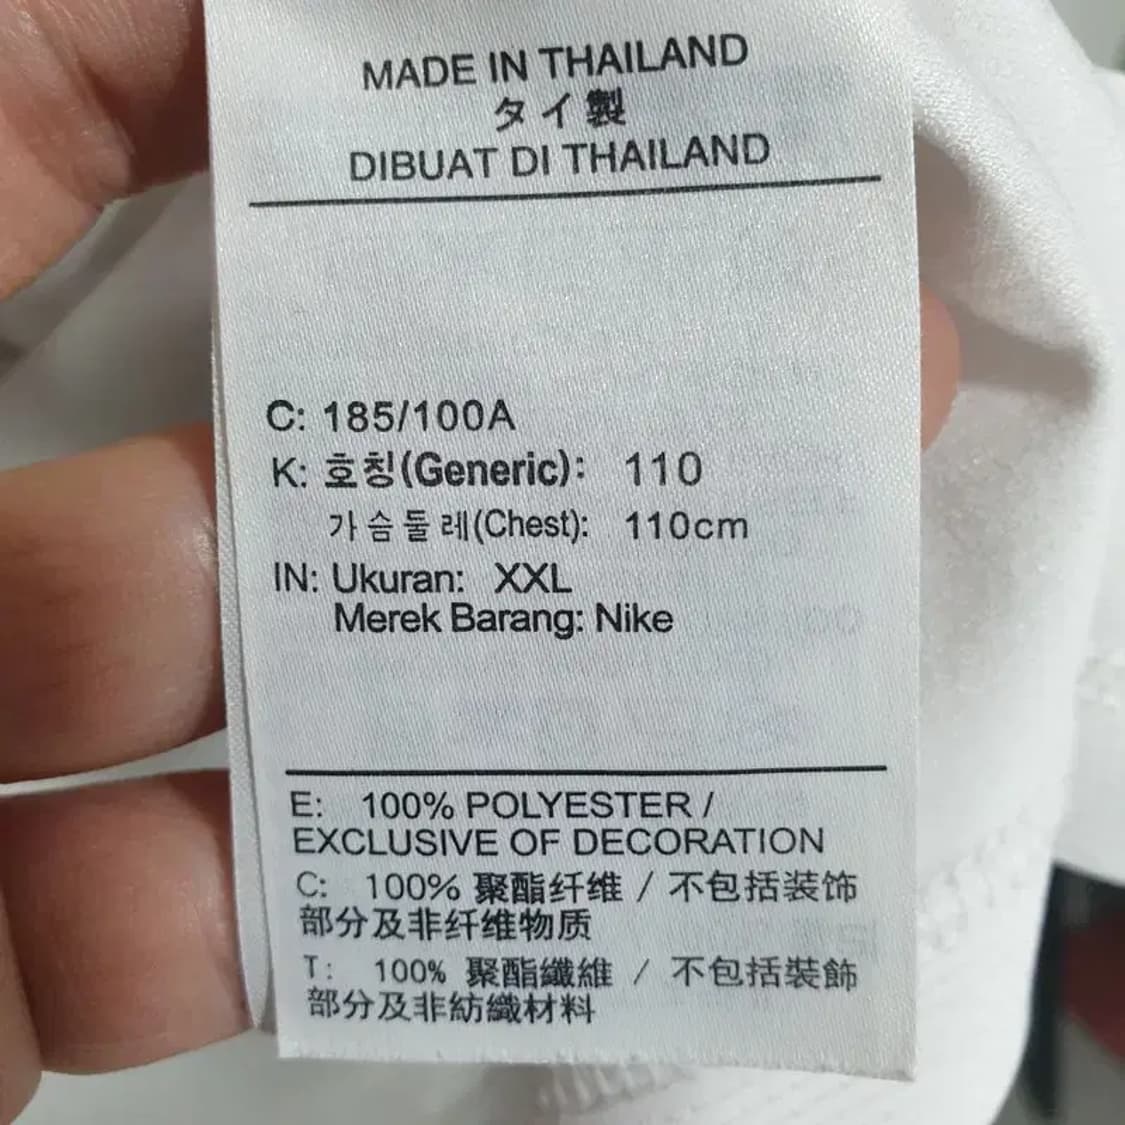 MADE IN THAILAND
タイ製
DIBUAT DI THAILAND
C: 185/100A
K: 호칭(Generic): 110
가슴둘레(Chest): 110cm
IN: Ukuran: XXL
Merek Barang: Nike
E: 100% POLYESTER /
EXCLUSIVE OF DECORATION
C: 100% 聚酯纤维 / 不包括装饰
部分及非纤维物质
T: 100% 聚酯纖維 / 不包括裝飾
部分及非紡織材料